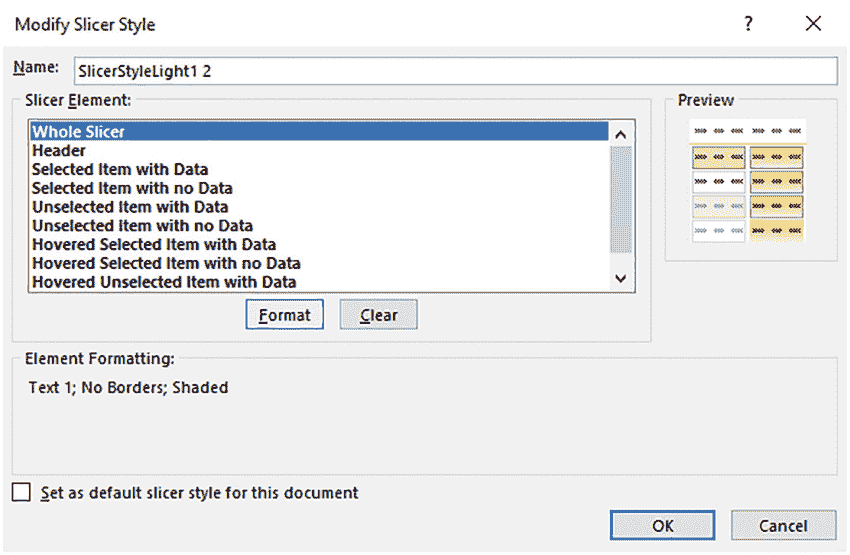 Modify Slicer Style ?
Name: SlicerStyleLight1 2
Slicer Element:
Preview
Whole Slicer
Header
Selected Item with Data
Selected Item with no Data
Unselected Item with Data
Unselected Item with no Data
Hovered Selected Item with Data
Hovered Selected Item with no Data
Hovered Unselected Item with Data
Format Clear
Element Formatting:
Text 1; No Borders; Shaded
Set as default slicer style for this document
OK Cancel